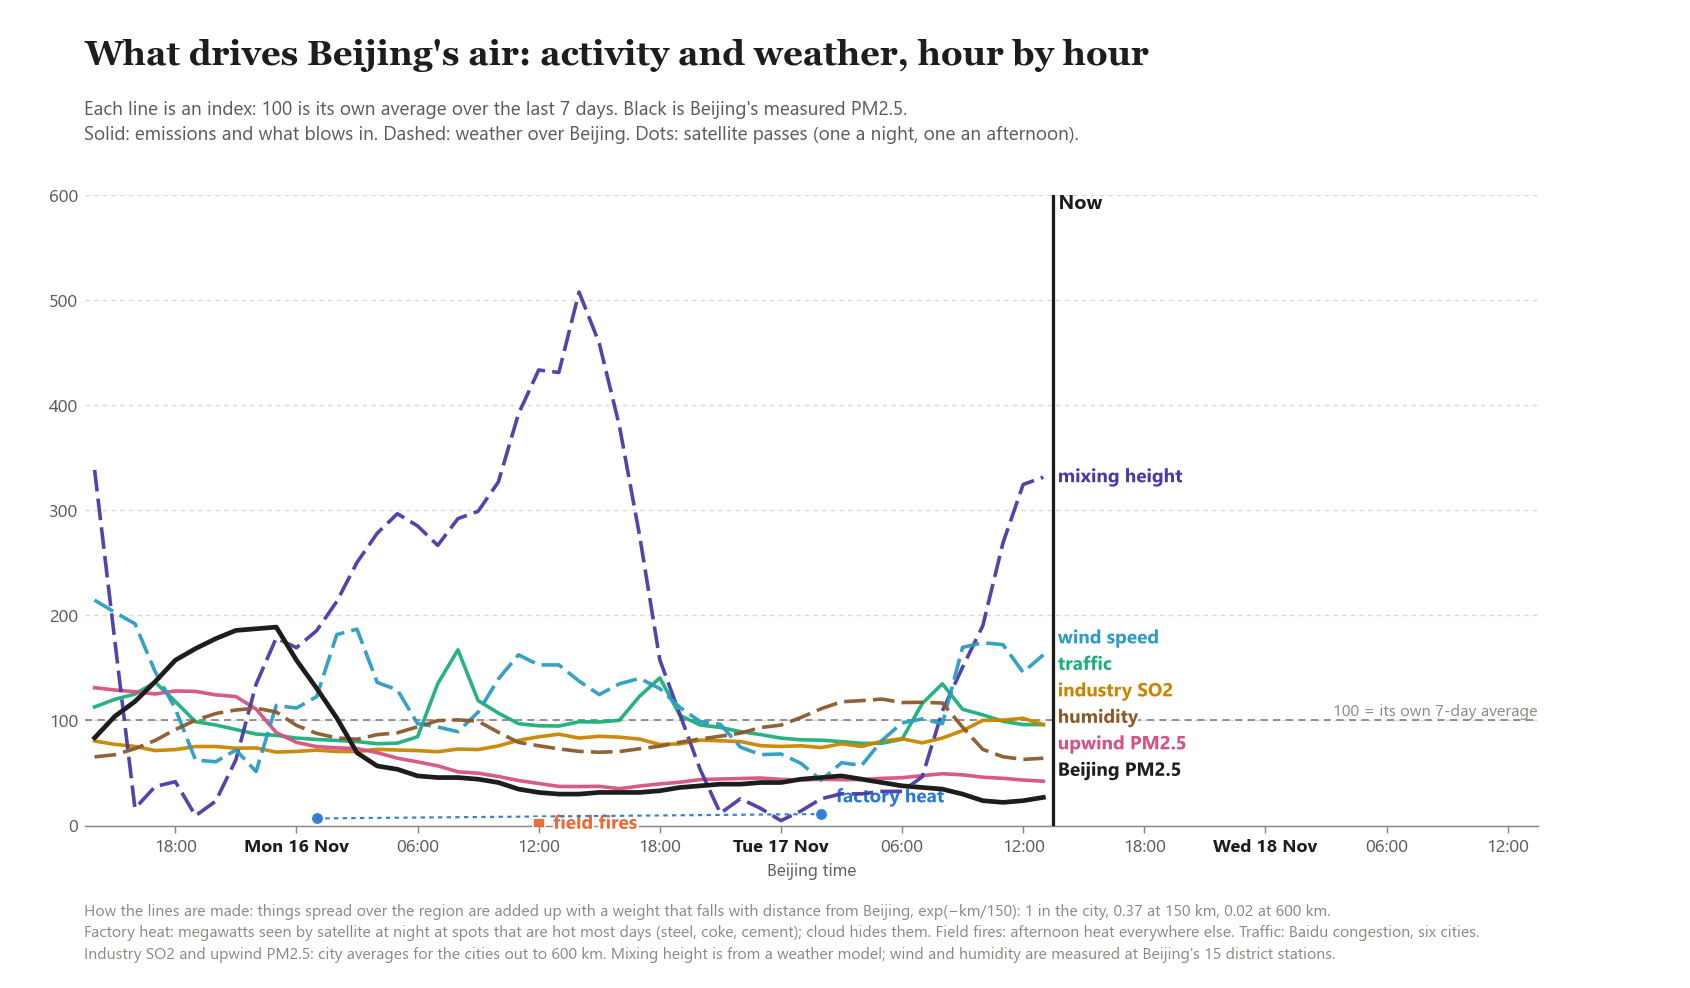 What drives Beijing's air: activity and weather, hour by hour
Each line is an index: 100 is its own average over the last 7 days. Black is Beijing's measured PM2.5.
Solid: emissions and what blows in. Dashed: weather over Beijing. Dots: satellite passes (one a night, one an afternoon).
600
Now
500
400
mixing height
300
200
wind speed
traffic
industry SO2
100 = its own 7-day average
humidity
100
upwind PM2.5
Beijing PM2.5
factory heat
field fires
0
18:00
Mon 16 Nov
06:00
12:00
18:00
Tue 17 Nov
06:00
12:00
18:00
Wed 18 Nov
06:00
12:00
Beijing time
How the lines are made: things spread over the region are added up with a weight that falls with distance from Beijing, exp(−km/150): 1 in the city, 0.37 at 150 km, 0.02 at 600 km.
Factory heat: megawatts seen by satellite at night at spots that are hot most days (steel, coke, cement); cloud hides them. Field fires: afternoon heat everywhere else. Traffic: Baidu congestion, six cities.
Industry SO2 and upwind PM2.5: city averages for the cities out to 600 km. Mixing height is from a weather model; wind and humidity are measured at Beijing's 15 district stations.